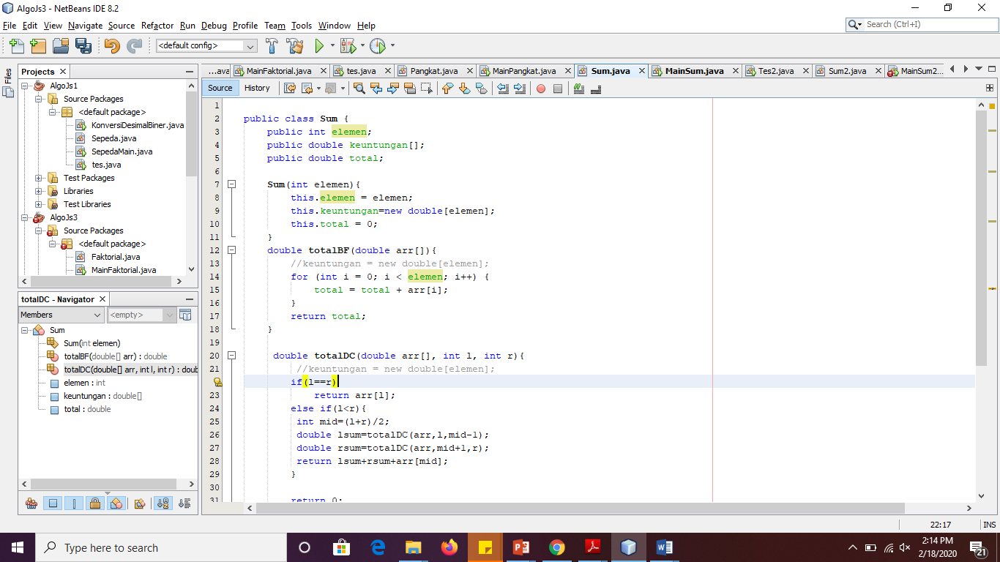 AlgoJs3 - NetBeans IDE 8.2
File Edit View Navigate Source Refactor Run Debug Profile Team Tools Window Help
Search (Ctrl+I)
<default config>
Files
Projects
...ava MainFaktorial.java tes.java Pangkat.java MainPangkat.java Sum.java MainSum.java Tes2.java Sum2.java MainSum2...
Source History
AlgoJs1
Source Packages
<default package>
KonversiDesimalBiner.java
Sepeda.java
SepedaMain.java
tes.java
Test Packages
Libraries
Test Libraries
AlgoJs3
Source Packages
<default package>
Faktorial.java
MainFaktorial.java
totalDC - Navigator
Members <empty>
Sum
Sum(int elemen)
totalBF(double[] arr) : double
totalDC(double[] arr, int l, int r) : doub
elemen : int
keuntungan : double[]
total : double
1
2 public class Sum {
3 public int elemen;
4 public double keuntungan[];
5 public double total;
6
7 Sum(int elemen){
8 this.elemen = elemen;
9 this.keuntungan=new double[elemen];
10 this.total = 0;
11 }
12 double totalBF(double arr[]){
13 //keuntungan = new double[elemen];
14 for (int i = 0; i < elemen; i++) {
15 total = total + arr[i];
16 }
17 return total;
18 }
19
20 double totalDC(double arr[], int l, int r){
21 //keuntungan = new double[elemen];
if(l==r)
23 return arr[l];
24 else if(l<r){
25 int mid=(l+r)/2;
26 double lsum=totalDC(arr,l,mid-1);
27 double rsum=totalDC(arr,mid+1,r);
28 return lsum+rsum+arr[mid];
29 }
30
31 return 0;
22:17 INS
Type here to search
2:14 PM
2/18/2020
21